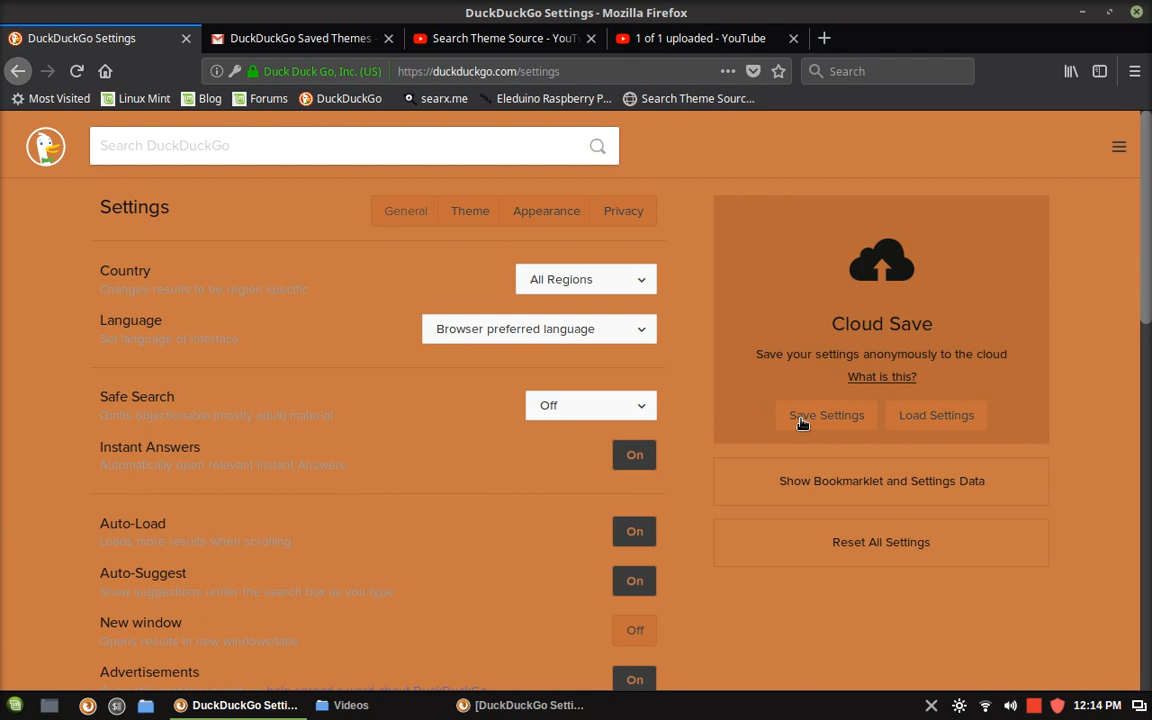 DuckDuckGo Settings - Mozilla Firefox
DuckDuckGo Settings
DuckDuckGo Saved Themes -
Search Theme Source - YouT
1 of 1 uploaded - YouTube
Duck Duck Go, Inc. (US)
https://duckduckgo.com/settings
Search
Most Visited
Linux Mint
Blog
Forums
DuckDuckGo
searx.me
Eleduino Raspberry P...
Search Theme Sourc...
Search DuckDuckGo
Settings
General
Theme
Appearance
Privacy
Country
Changes results to be region specific
All Regions
Language
Set language of interface
Browser preferred language
Safe Search
Omits objectionable (mostly adult) material
Off
Instant Answers
Automatically open relevant Instant Answers
On
Auto-Load
Loads more results when scrolling
On
Auto-Suggest
Show suggestions under the search box as you type
On
New window
Opens results in new windows/tabs
Off
Advertisements
help spread a word about DuckDuckGo
On
Cloud Save
Save your settings anonymously to the cloud
What is this?
Save Settings
Load Settings
Show Bookmarklet and Settings Data
Reset All Settings
DuckDuckGo Setti...
Videos
[DuckDuckGo Setti...
12:14 PM